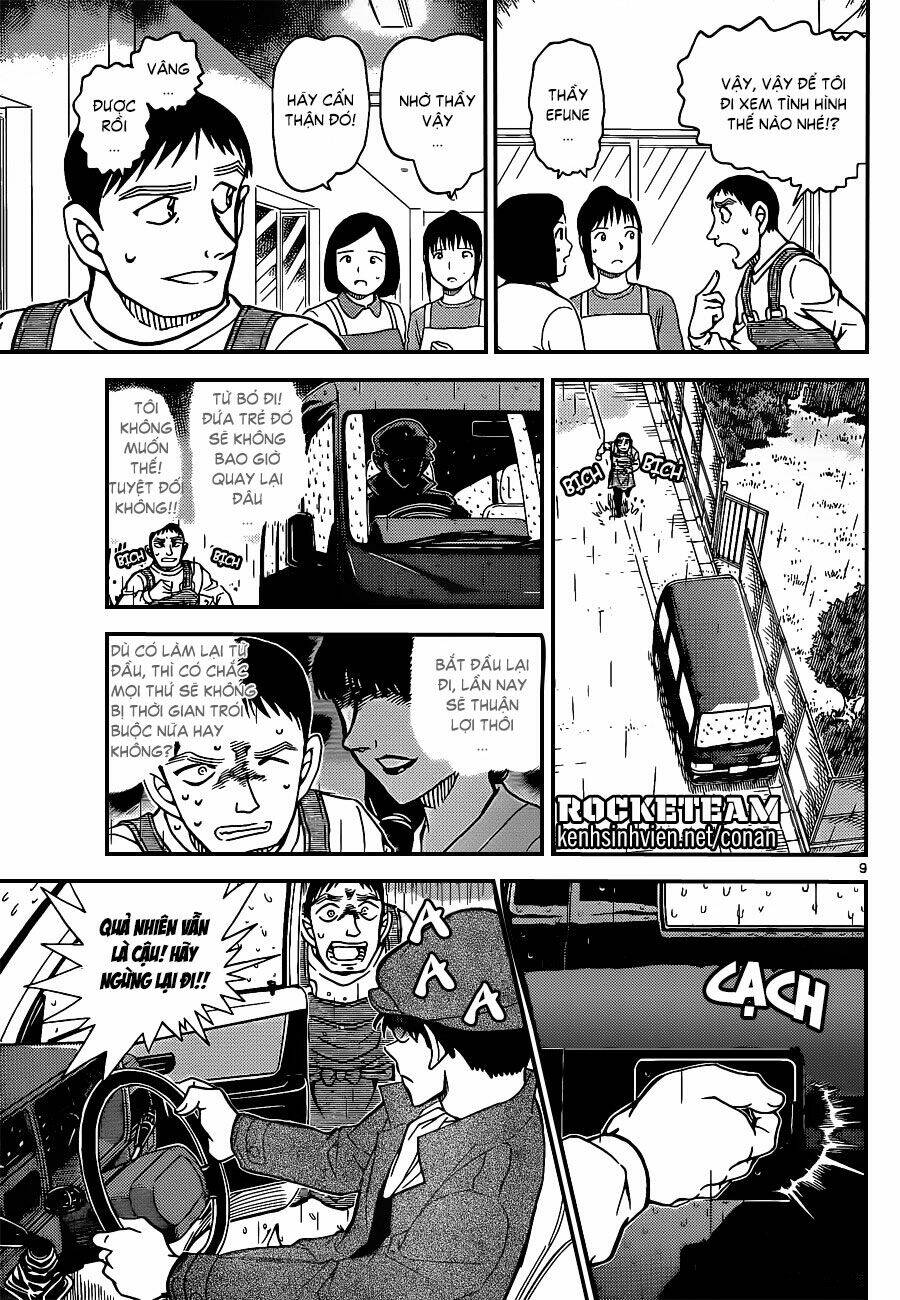 VẬY, VẬY ĐỂ TÔI
ĐI XEM TÌNH HÌNH
THẾ NÀO NHÉ!?
THẦY
EFUNE
...
NHỜ THẦY
VẬY
...
HÃY CẨN
THẬN ĐÓ!
VÂNG
...
ĐƯỢC
RỒI
...
BỊCH
BỊCH
TỪ BỎ ĐI!
ĐỨA TRẺ ĐÓ
SẼ KHÔNG
BAO GIỜ
QUAY LẠI
ĐÂU
...
TÔI
KHÔNG
MUỐN
THẾ!
TUYỆT ĐỐI
KHÔNG!!
BỊCH
BỊCH
BẮT ĐẦU LẠI
ĐI, LẦN NÀY
SẼ THUẬN
LỢI THÔI
...
DÙ CÓ LÀM LẠI TỪ
ĐẦU, THÌ CÓ CHẮC
MỌI THỨ SẼ KHÔNG
BỊ THỜI GIAN TRÓI
BUỘC NỮA HAY
KHÔNG?
ROCKETEAM
kenhsinhvien.net/conan
9
CẠCH
QUẢ NHIÊN VẪN
LÀ CẬU! HÃY
NGỪNG LẠI ĐI!!
A
A
A